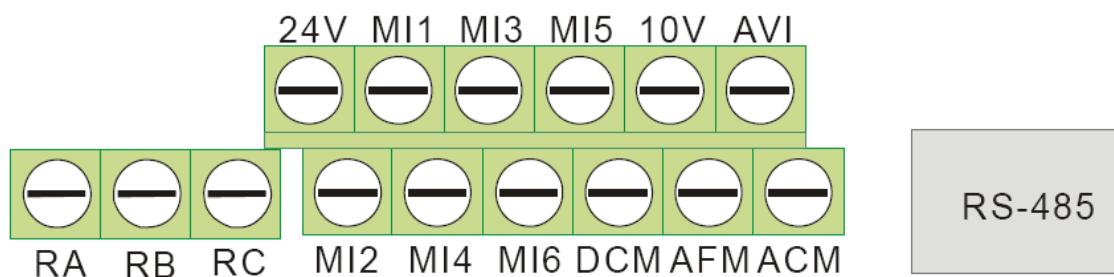 24V MI1 MI3 MI5 10V AVI
RS-485
RA RB RC MI2 MI4 MI6 DCM AFM ACM